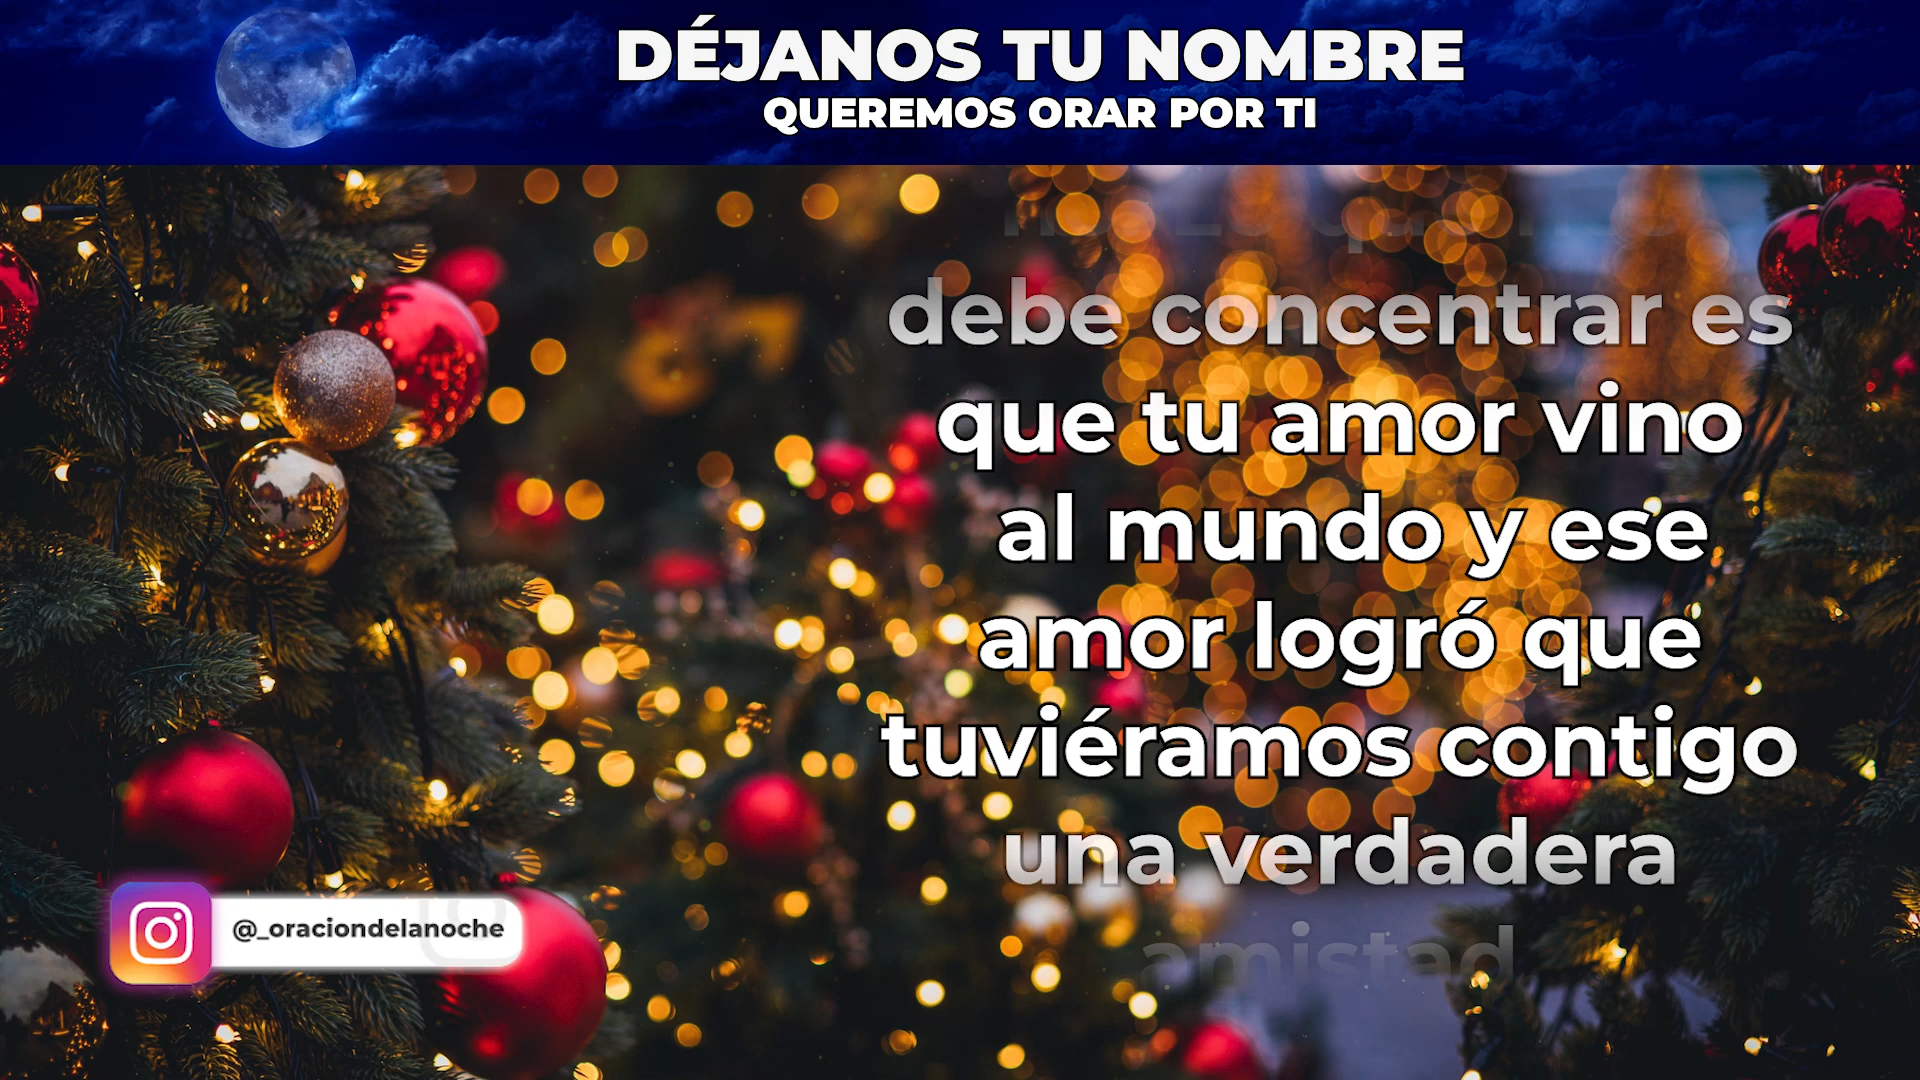 DÉJANOS TU NOMBRE
QUEREMOS ORAR POR TI
debe concentrar es
que tu amor vino
al mundo y ese
amor logró que
tuviéramos contigo
una verdadera
amistad
@_oraciondelanoche